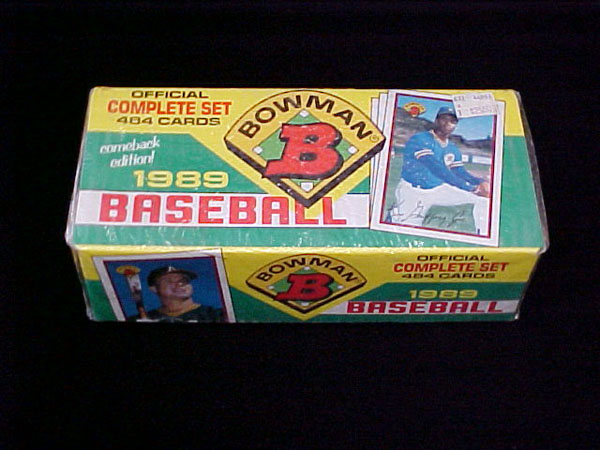 OFFICIAL
COMPLETE SET
484 CARDS
comeback
edition!
1989
BASEBALL
BOWMAN
B
BOWMAN
B
OFFICIAL
COMPLETE SET
484 CARDS
1989
BASEBALL